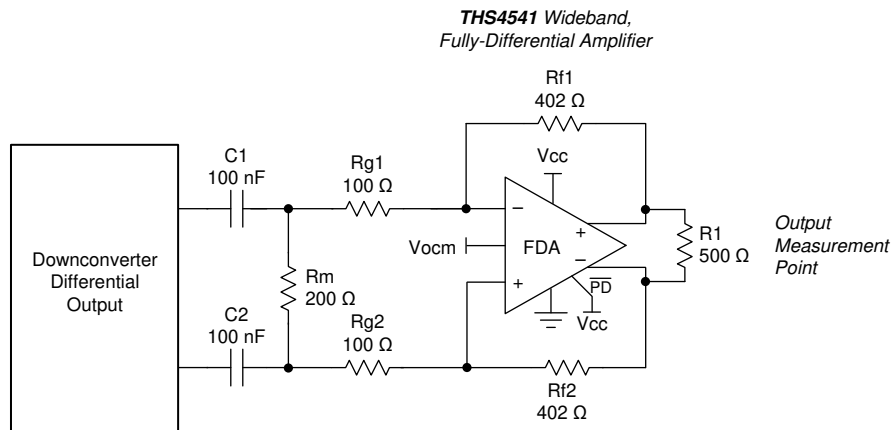 THS4541 Wideband,
Fully-Differential Amplifier
Rf1
402 Ω
Vcc
C1
100 nF
Rg1
100 Ω
−
+
Vocm
FDA
R1
500 Ω
Output
Measurement
Point
Downconverter
Differential
Output
Rm
200 Ω
+
−
PD
Vcc
C2
100 nF
Rg2
100 Ω
Rf2
402 Ω